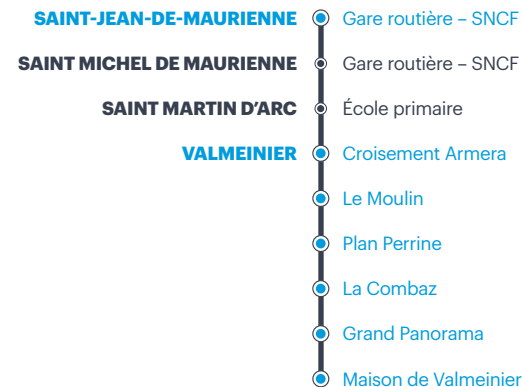 SAINT-JEAN-DE-MAURIENNE Gare routière – SNCF
SAINT MICHEL DE MAURIENNE Gare routière – SNCF
SAINT MARTIN D'ARC École primaire
VALMEINIER Croisement Armera
Le Moulin
Plan Perrine
La Combaz
Grand Panorama
Maison de Valmeinier